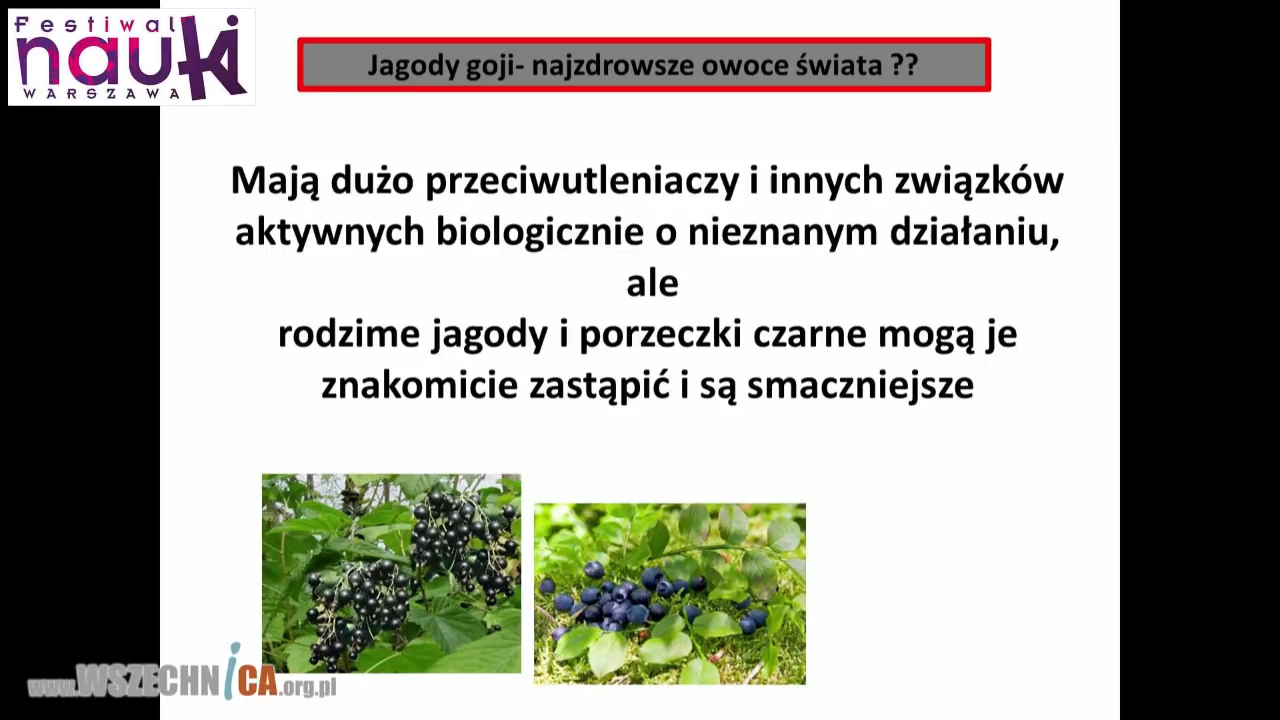 Festiwal
nauki
WARSZAWA
Jagody goji- najzdrowsze owoce świata ??
Mają dużo przeciwutleniaczy i innych związków
aktywnych biologicznie o nieznanym działaniu,
ale
rodzime jagody i porzeczki czarne mogą je
znakomicie zastąpić i są smaczniejsze
www.WSZECHNiCA.org.pl